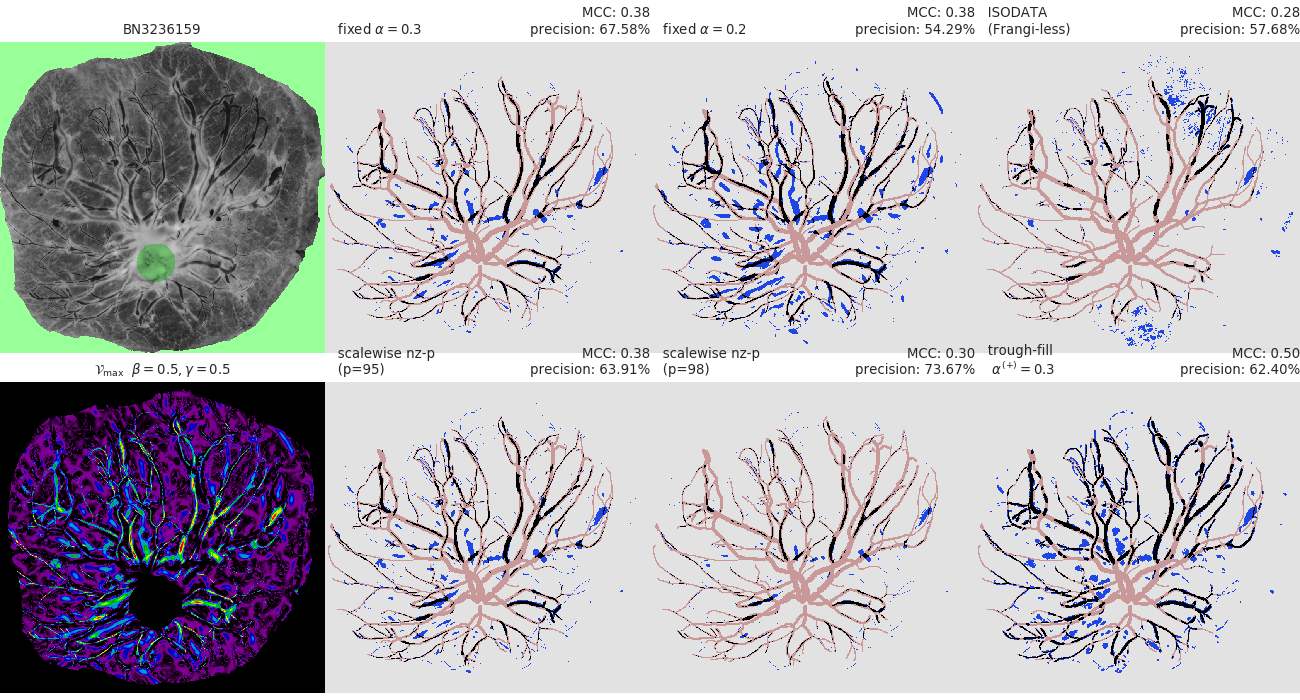 BN3236159
fixed α = 0.3
MCC: 0.38
precision: 67.58%
fixed α = 0.2
MCC: 0.38
precision: 54.29%
ISODATA
(Frangi-less)
MCC: 0.28
precision: 57.68%
𝒱max β = 0.5, γ = 0.5
scalewise nz-p
(p=95)
MCC: 0.38
precision: 63.91%
scalewise nz-p
(p=98)
MCC: 0.30
precision: 73.67%
trough-fill
α(+) = 0.3
MCC: 0.50
precision: 62.40%